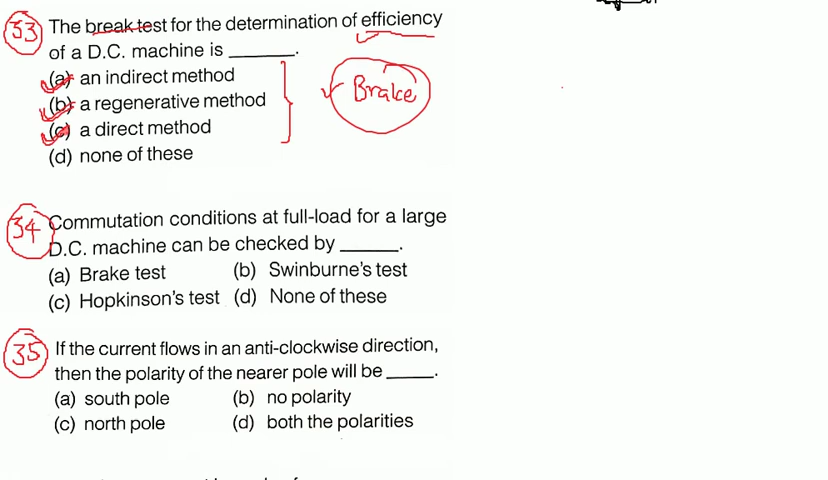 33 The break test for the determination of efficiency
of a D.C. machine is ________.
(a) an indirect method
(b) a regenerative method
(c) a direct method
(d) none of these
Brake
34 Commutation conditions at full-load for a large
D.C. machine can be checked by ______.
(a) Brake test (b) Swinburne's test
(c) Hopkinson's test (d) None of these
35 If the current flows in an anti-clockwise direction,
then the polarity of the nearer pole will be _____.
(a) south pole (b) no polarity
(c) north pole (d) both the polarities